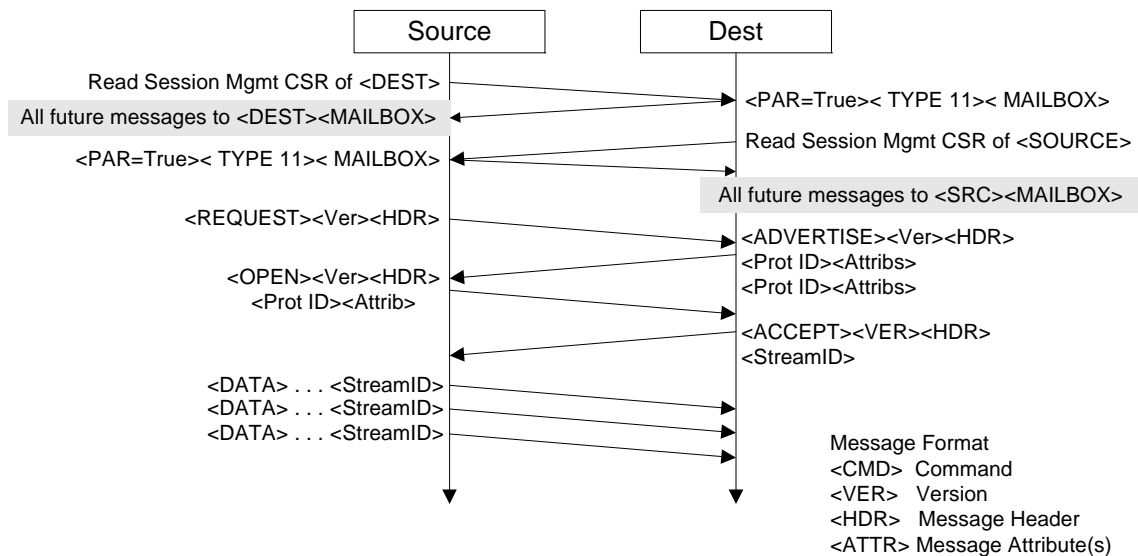 Source
Dest
Read Session Mgmt CSR of <DEST>
<PAR=True>< TYPE 11>< MAILBOX>
All future messages to <DEST><MAILBOX>
Read Session Mgmt CSR of <SOURCE>
<PAR=True>< TYPE 11>< MAILBOX>
All future messages to <SRC><MAILBOX>
<REQUEST><Ver><HDR>
<ADVERTISE><Ver><HDR>
<Prot ID><Attribs>
<Prot ID><Attribs>
<OPEN><Ver><HDR>
<Prot ID><Attrib>
<ACCEPT><VER><HDR>
<StreamID>
<DATA> . . . <StreamID>
<DATA> . . . <StreamID>
<DATA> . . . <StreamID>
Message Format
<CMD> Command
<VER> Version
<HDR> Message Header
<ATTR> Message Attribute(s)